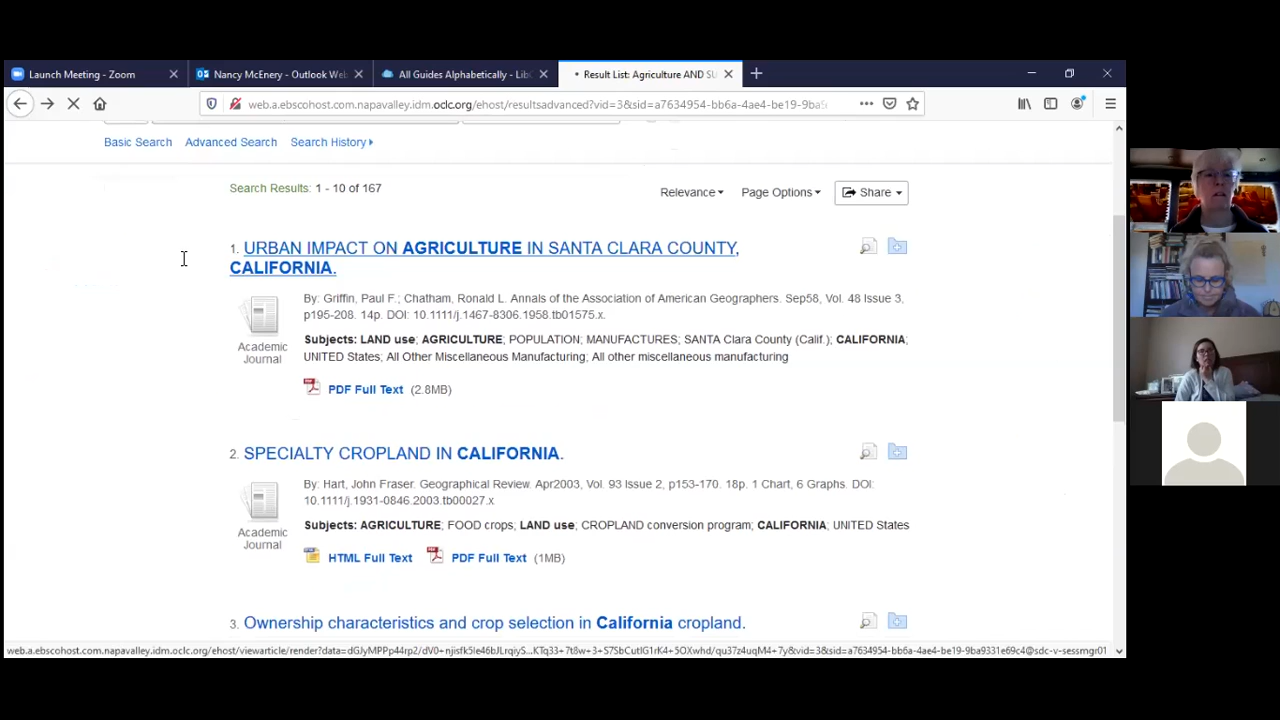 Launch Meeting - Zoom
Nancy McEnery - Outlook Web
All Guides Alphabetically - Lib
Result List: Agriculture AND SU
web.a.ebscohost.com.napavalley.idm.oclc.org/ehost/resultsadvanced?vid=3&sid=a7634954-bb6a-4ae4-be19-9ba5
Basic Search Advanced Search Search History
Search Results: 1 - 10 of 167
Relevance Page Options Share
1. URBAN IMPACT ON AGRICULTURE IN SANTA CLARA COUNTY,
CALIFORNIA.
By: Griffin, Paul F.; Chatham, Ronald L. Annals of the Association of American Geographers. Sep58, Vol. 48 Issue 3,
p195-208. 14p. DOI: 10.1111/j.1467-8306.1958.tb01575.x.
Academic
Journal
Subjects: LAND use; AGRICULTURE; POPULATION; MANUFACTURES; SANTA Clara County (Calif.); CALIFORNIA;
UNITED States; All Other Miscellaneous Manufacturing; All other miscellaneous manufacturing
PDF Full Text (2.8MB)
2. SPECIALTY CROPLAND IN CALIFORNIA.
By: Hart, John Fraser. Geographical Review. Apr2003, Vol. 93 Issue 2, p153-170. 18p. 1 Chart, 6 Graphs. DOI:
10.1111/j.1931-0846.2003.tb00027.x
Academic
Journal
Subjects: AGRICULTURE; FOOD crops; LAND use; CROPLAND conversion program; CALIFORNIA; UNITED States
HTML Full Text PDF Full Text (1MB)
3. Ownership characteristics and crop selection in California cropland.